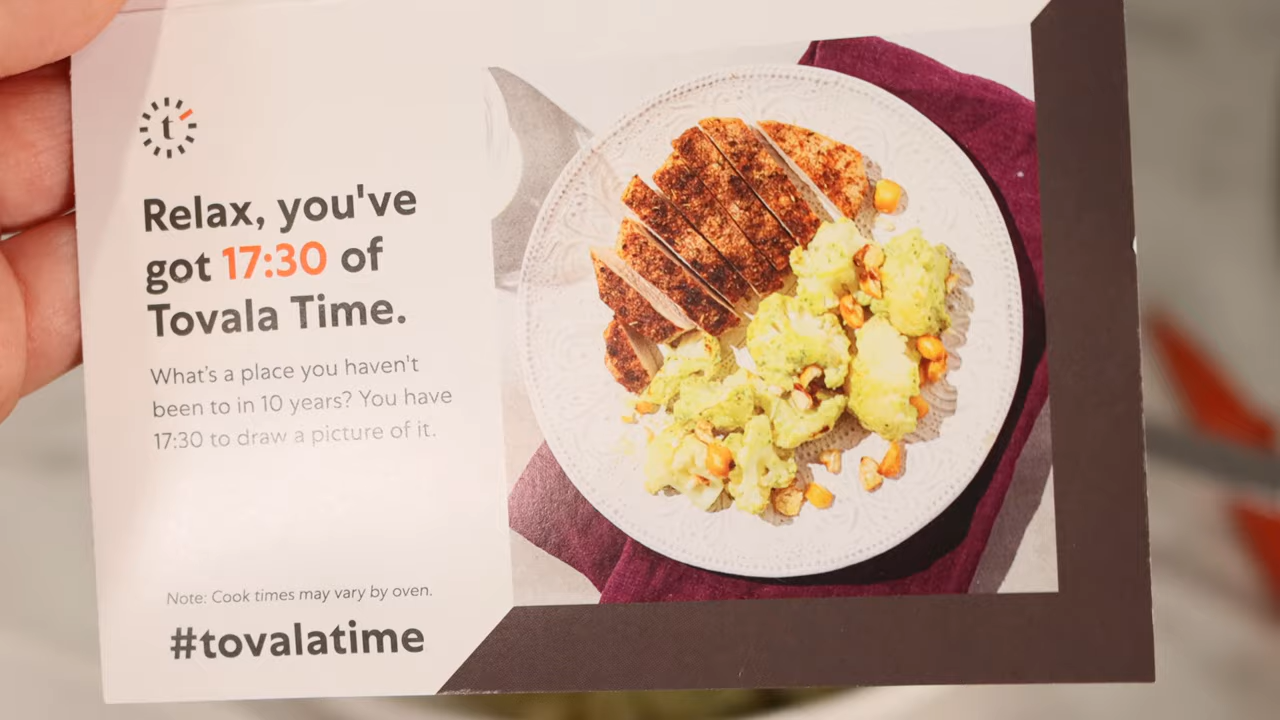 t
Relax, you've
got 17:30 of
Tovala Time.
What's a place you haven't
been to in 10 years? You have
17:30 to draw a picture of it.
Note: Cook times may vary by oven.
#tovalatime